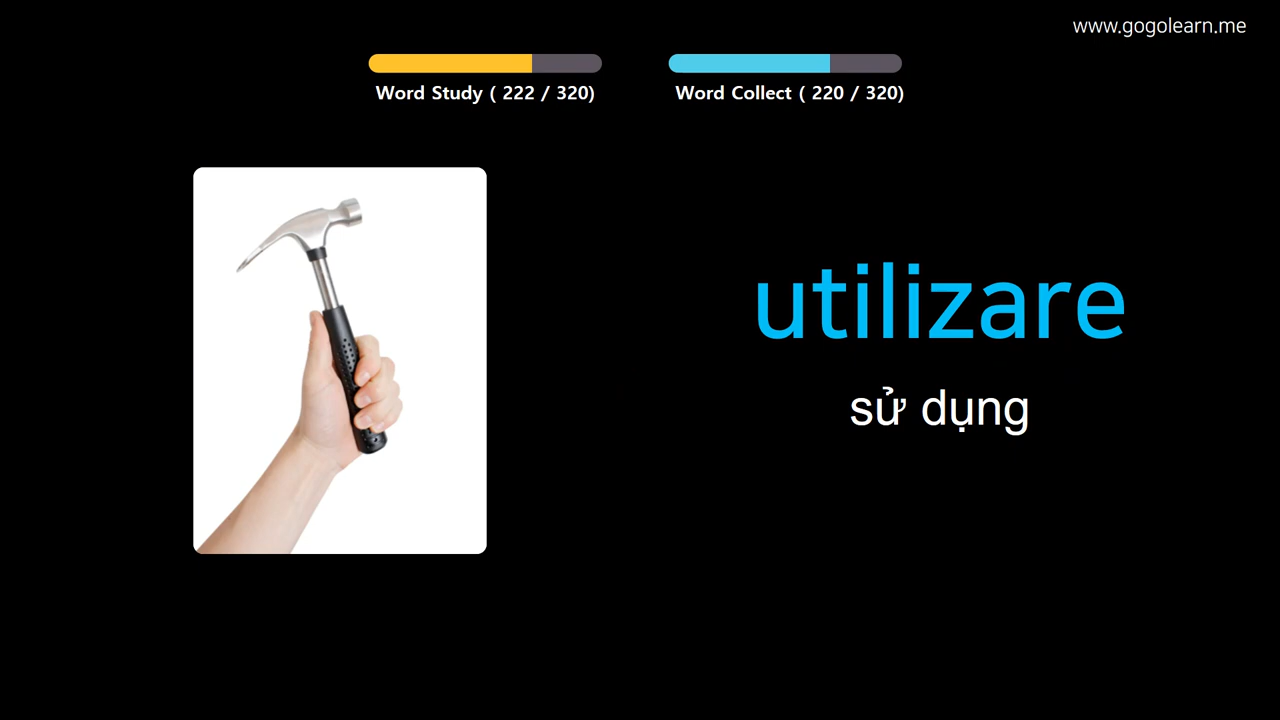 www.gogolearn.me
Word Study ( 222 / 320)
Word Collect ( 220 / 320)
utilizare
sử dụng